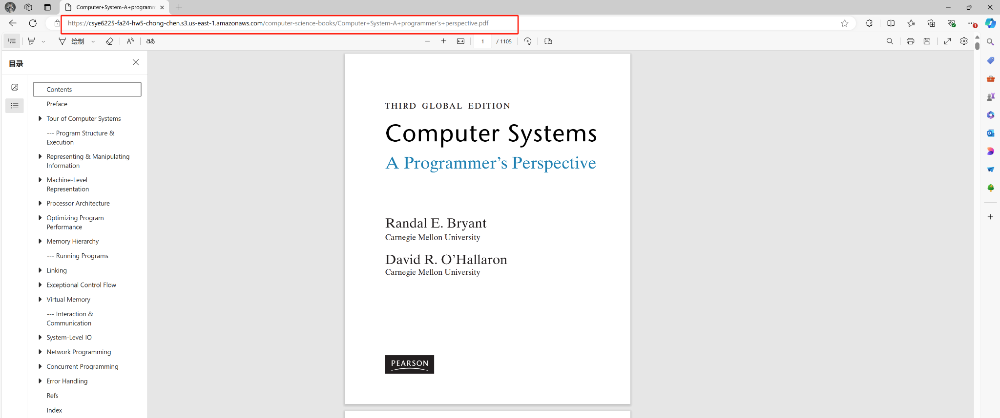 Computer+System-A+programm
https://csye6225-fa24-hw5-chong-chen.s3.us-east-1.amazonaws.com/computer-science-books/Computer+System-A+programmer's+perspective.pdf
绘制
A
aあ
1
/ 1105
目录
Contents
Preface
Tour of Computer Systems
--- Program Structure &
Execution
Representing & Manipulating
Information
Machine-Level
Representation
Processor Architecture
Optimizing Program
Performance
Memory Hierarchy
--- Running Programs
Linking
Exceptional Control Flow
Virtual Memory
--- Interaction &
Communication
System-Level IO
Network Programming
Concurrent Programming
Error Handling
Refs
Index
THIRD GLOBAL EDITION
Computer Systems
A Programmer’s Perspective
Randal E. Bryant
Carnegie Mellon University
David R. O’Hallaron
Carnegie Mellon University
PEARSON